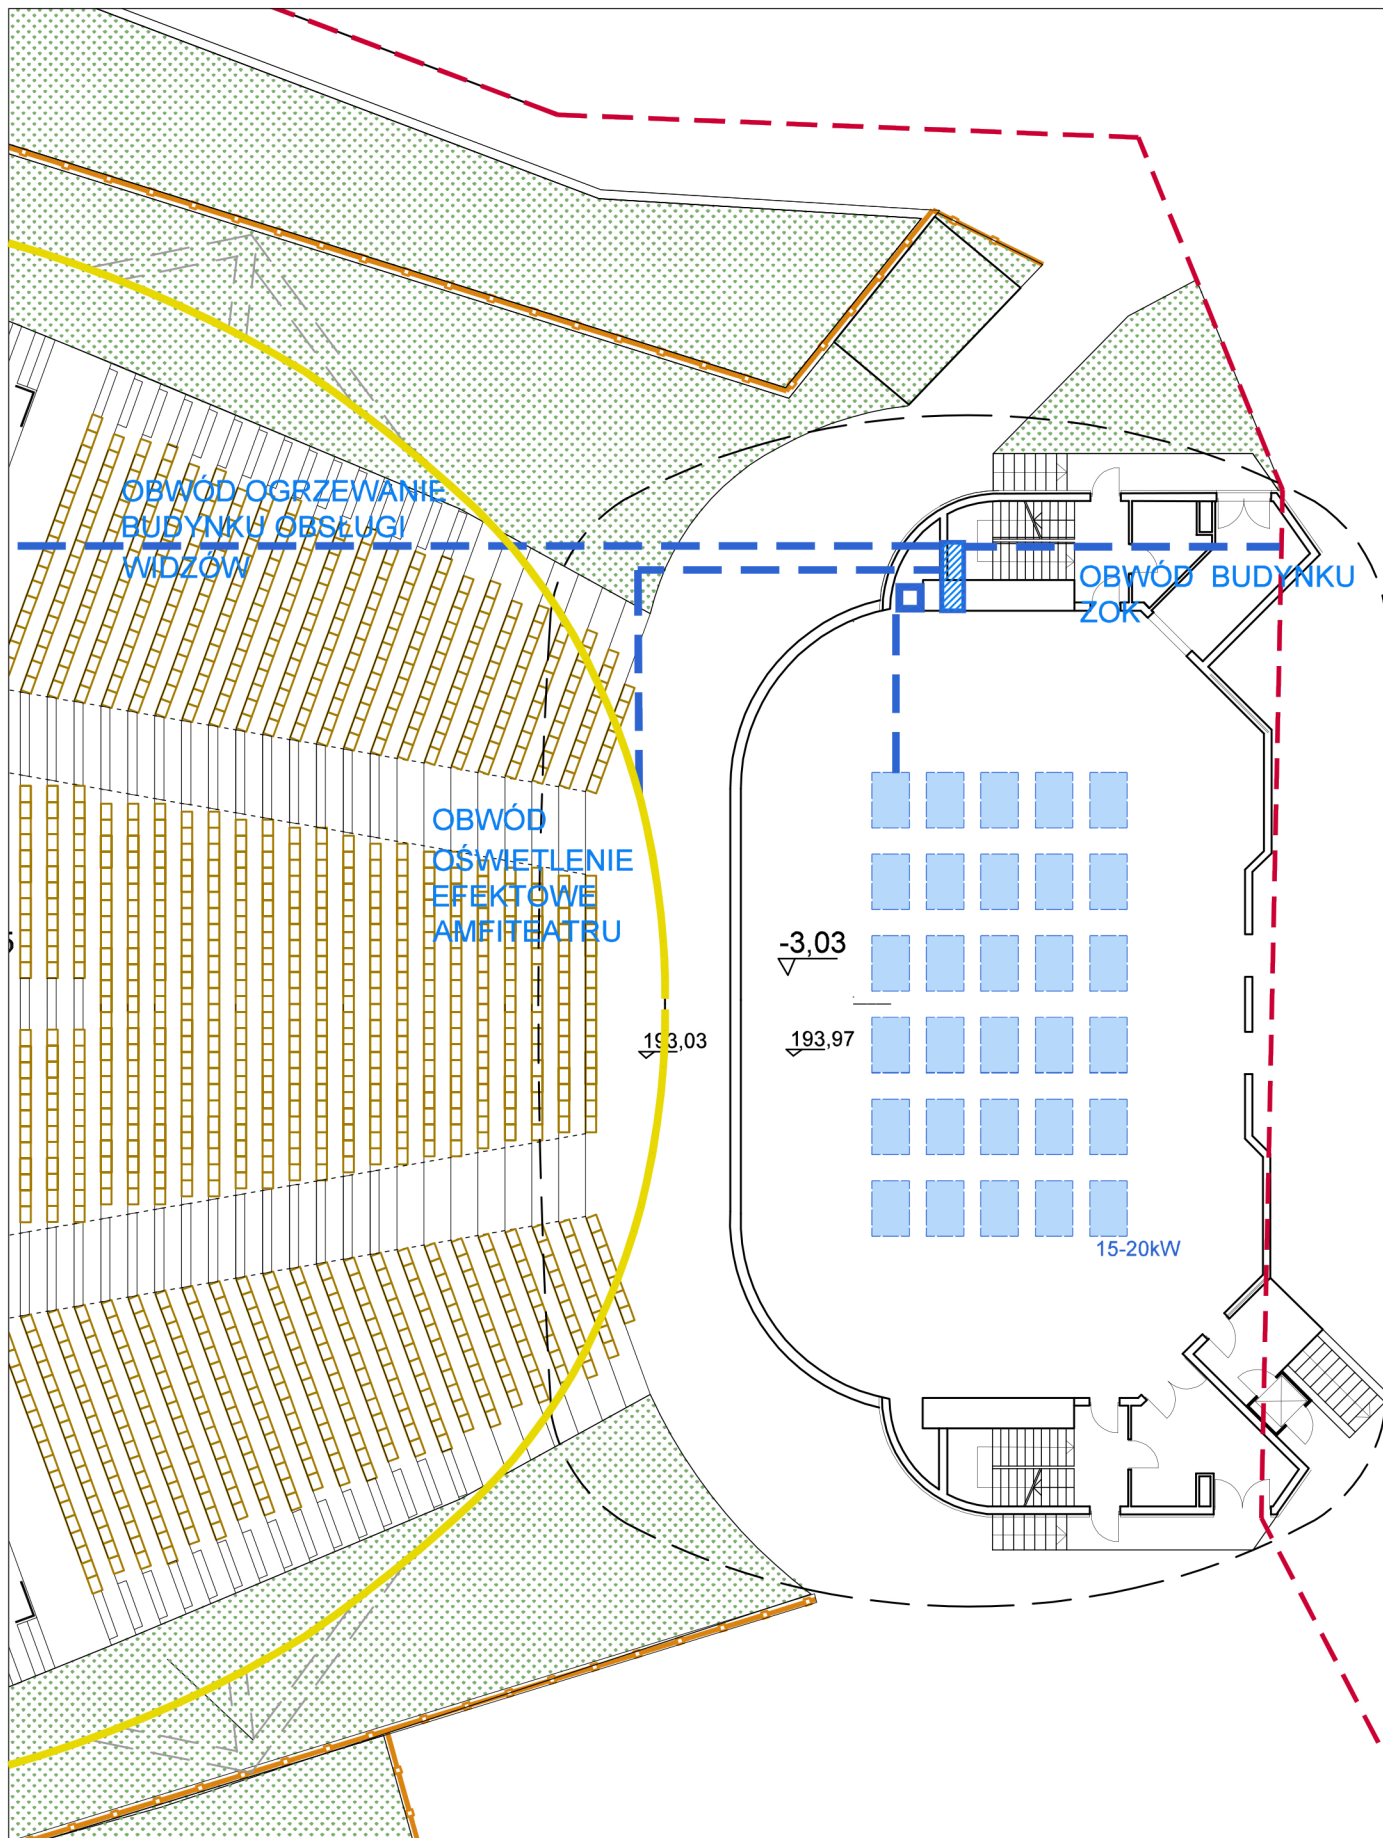 OBWÓD OGRZEWANIE
BUDYNKU OBSŁUGI
WIDZÓW
OBWÓD BUDYNKU
ZOK
OBWÓD
OŚWIETLENIE
EFEKTOWE
AMFITEATRU
-3,03
193,03
193,97
15-20kW